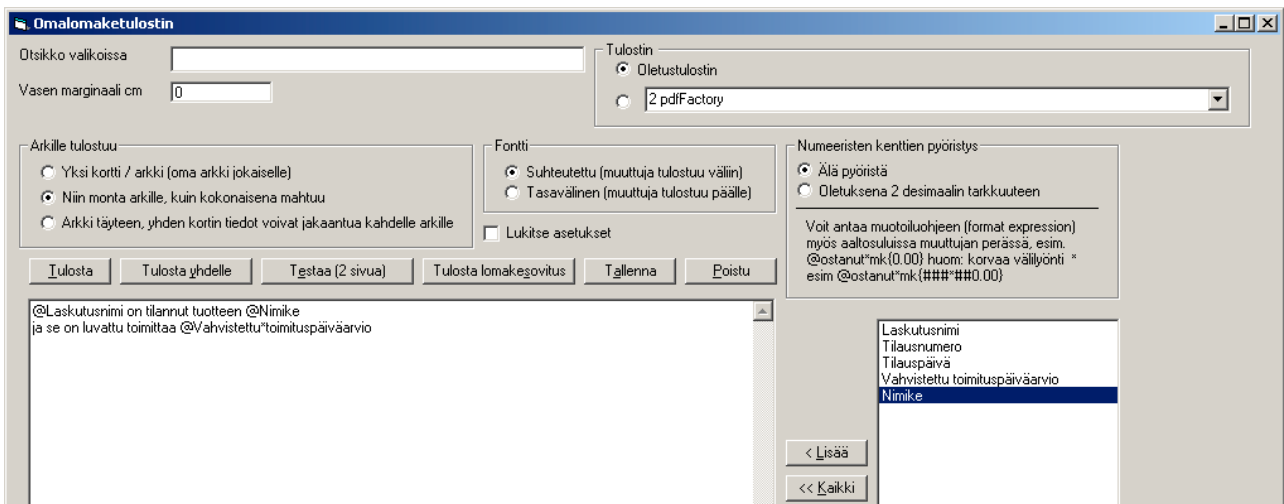 Omalomaketulostin
Otsikko valikoissa
Vasen marginaali cm
0
Tulostin
Oletustulostin
2 pdfFactory
Arkille tulostuu
Yksi kortti / arkki (oma arkki jokaiselle)
Niin monta arkille, kuin kokonaisena mahtuu
Arkki täyteen, yhden kortin tiedot voivat jakaantua kahdelle arkille
Fontti
Suhteutettu (muuttuja tulostuu väliin)
Tasavälinen (muuttuja tulostuu päälle)
Lukitse asetukset
Numeeristen kenttien pyöristys
Älä pyöristä
Oletuksena 2 desimaalin tarkkuuteen
Voit antaa muotoiluohjeen (format expression)
myös aaltosuluissa muuttujan perässä, esim.
@ostanut*mk{0.00} huom: korvaa välilyönti *
esim @ostanut*mk{###*##0.00}
Tulosta
Tulosta yhdelle
Testaa (2 sivua)
Tulosta lomakesovitus
Tallenna
Poistu
@Laskutusnimi on tilannut tuotteen @Nimike
ja se on luvattu toimittaa @Vahvistettu*toimituspäiväarvio
Laskutusnimi
Tilausnumero
Tilauspäivä
Vahvistettu toimituspäiväarvio
Nimike
< Lisää
<< Kaikki